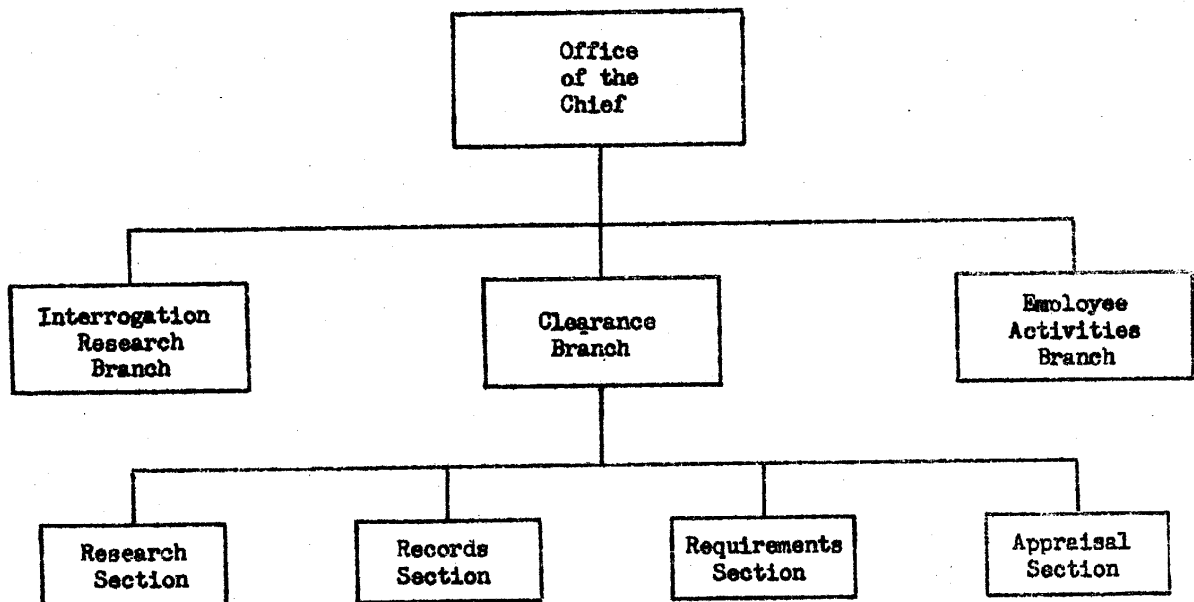 Office
of the
Chief
Interrogation
Research
Branch
Clearance
Branch
Employee
Activities
Branch
Research
Section
Records
Section
Requirements
Section
Appraisal
Section